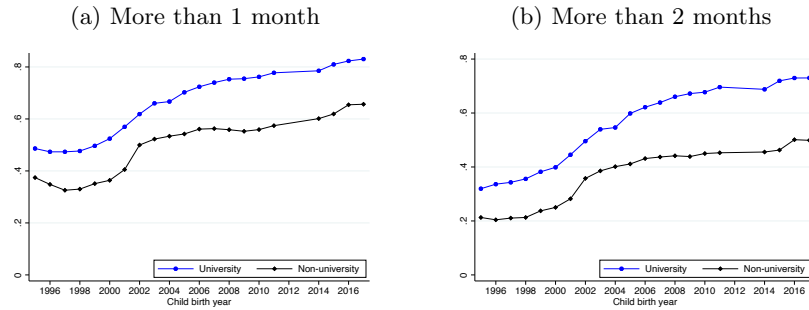 (a) More than 1 month
.8
.6
.4
.2
0
1996 1998 2000 2002 2004 2006 2008 2010 2012 2014 2016
Child birth year
University Non-university
(b) More than 2 months
.8
.6
.4
.2
0
1996 1998 2000 2002 2004 2006 2008 2010 2012 2014 2016
Child birth year
University Non-university